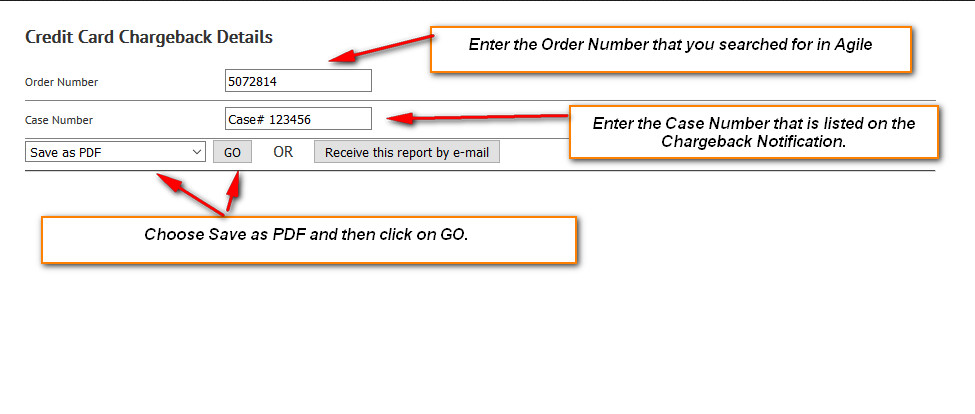 Credit Card Chargeback Details
Enter the Order Number that you searched for in Agile
Order Number
5072814
Case Number
Case# 123456
Enter the Case Number that is listed on the
Chargeback Notification.
Save as PDF
GO
OR
Receive this report by e-mail
Choose Save as PDF and then click on GO.